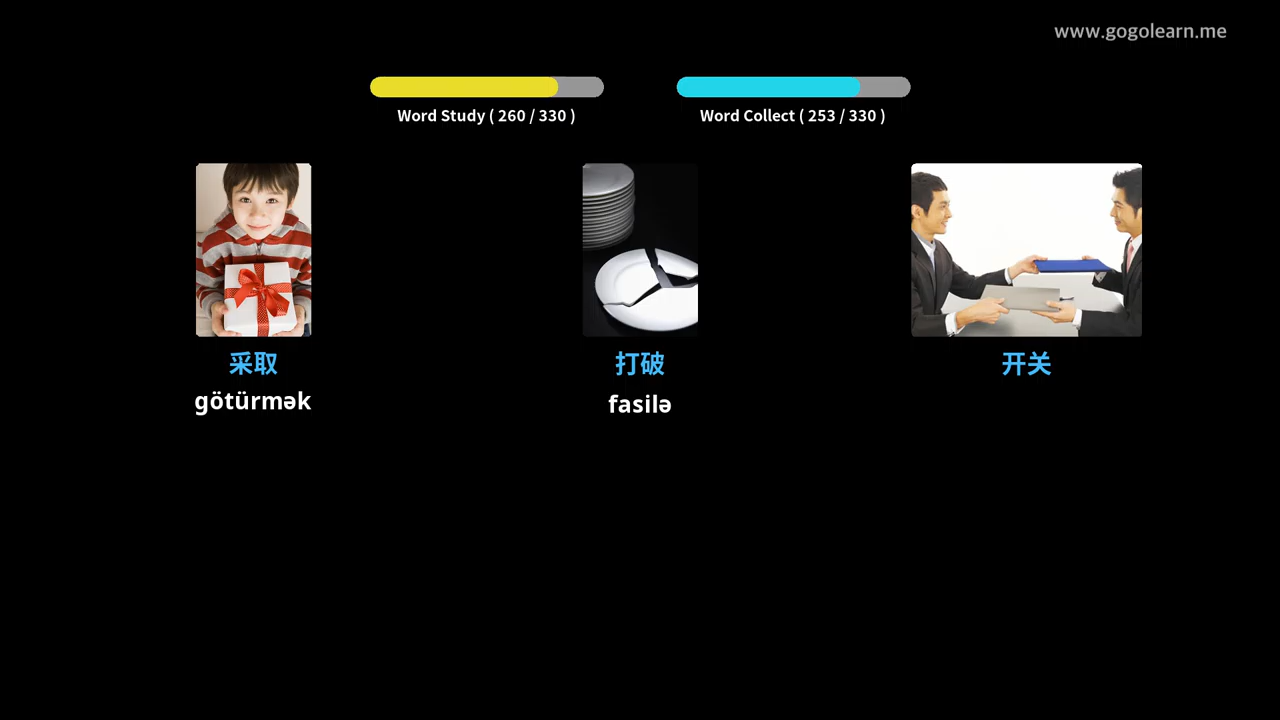 www.gogolearn.me
Word Study ( 260 / 330 )
Word Collect ( 253 / 330 )
采取
打破
开关
götürmək
fasilə